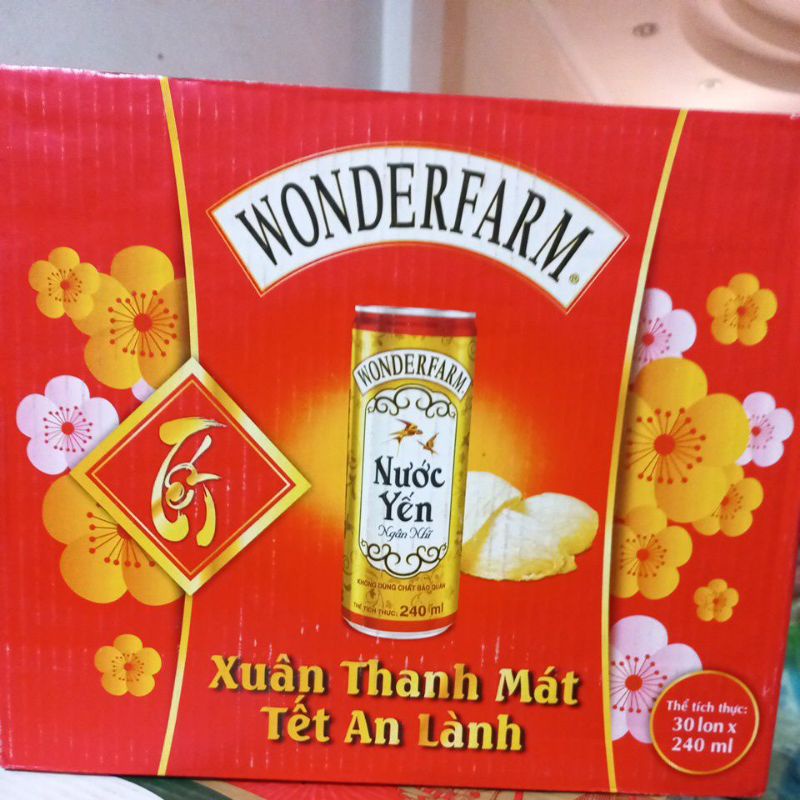 WONDERFARM®
WONDERFARM
Nước
Yến
Ngân Nhĩ
KHÔNG DÙNG CHẤT BẢO QUẢN
THỂ TÍCH THỰC: 240 ml
Tết
Xuân Thanh Mát
Tết An Lành
Thể tích thực:
30 lon x
240 ml